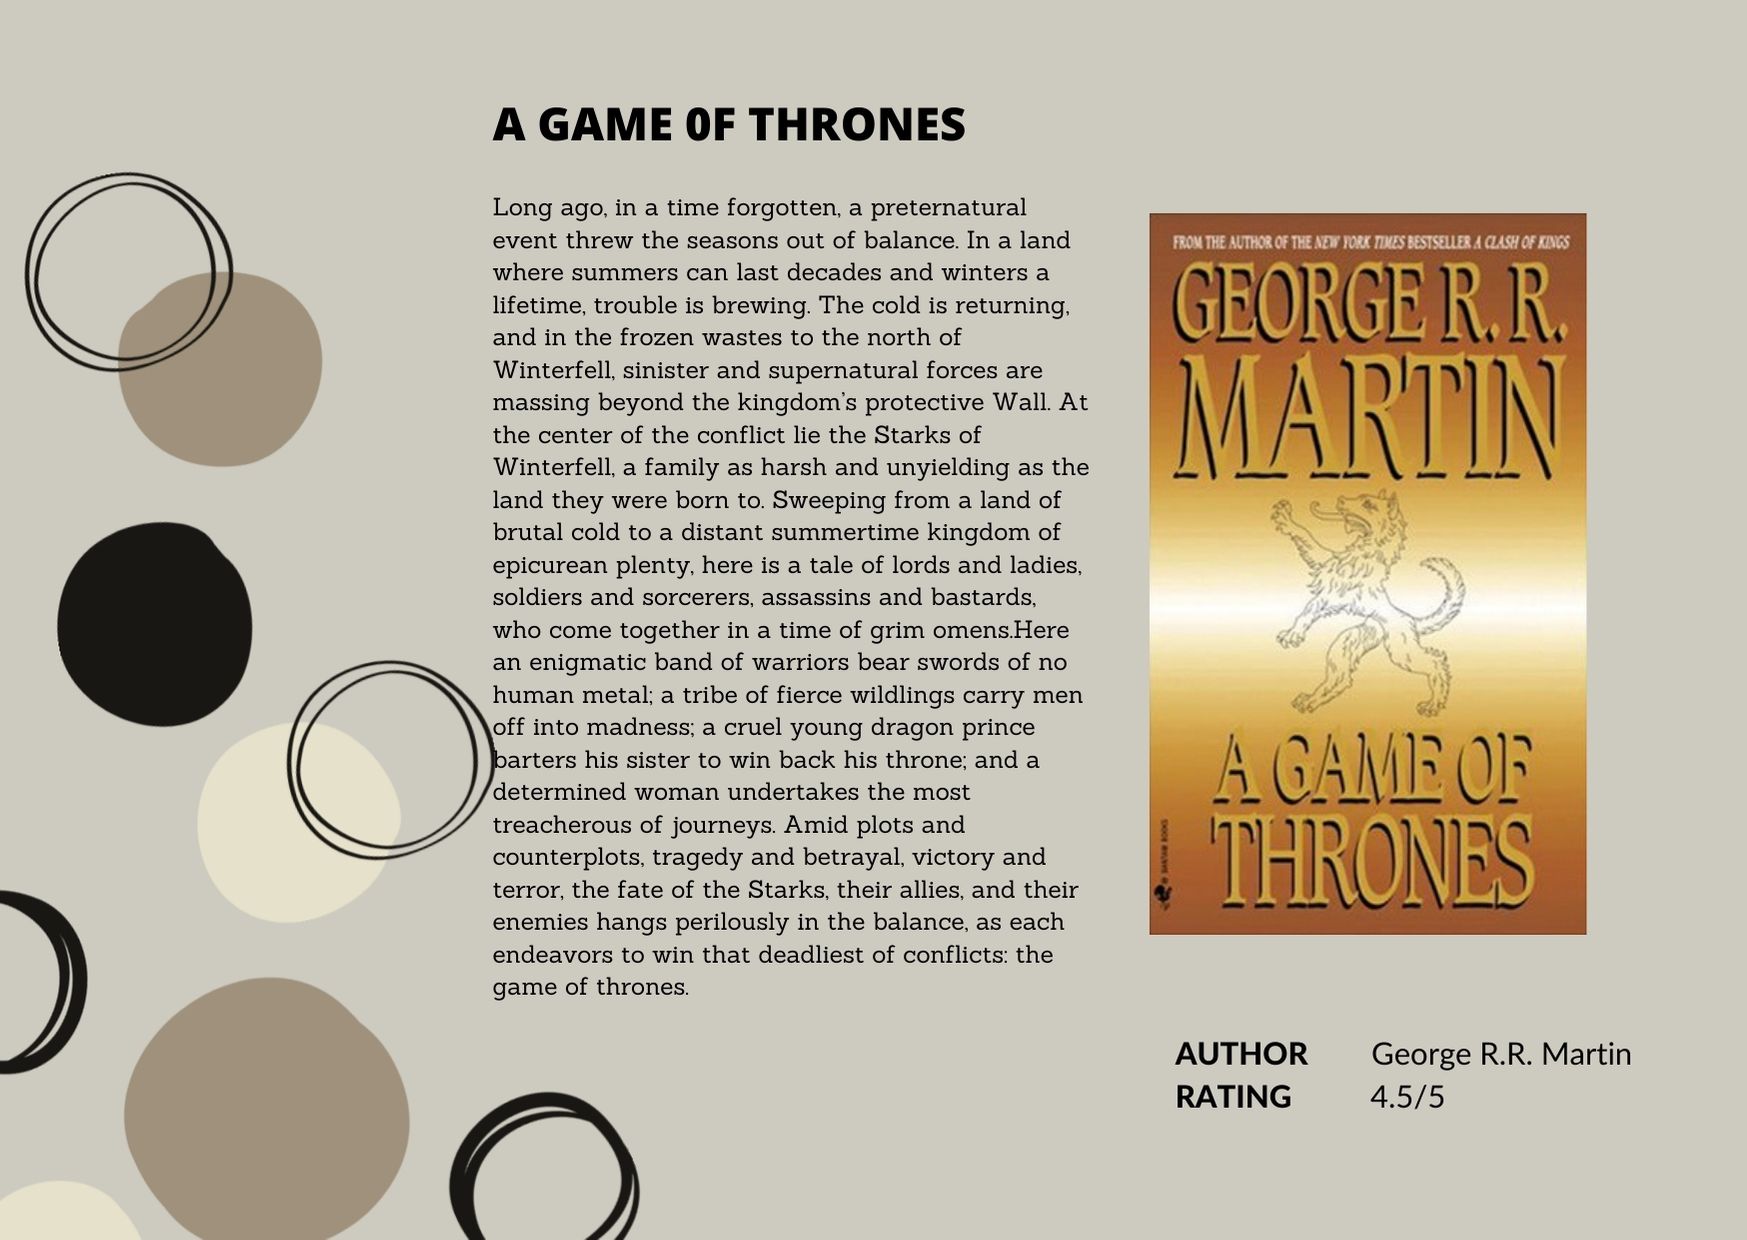 A GAME 0F THRONES
Long ago, in a time forgotten, a preternatural
event threw the seasons out of balance. In a land
where summers can last decades and winters a
lifetime, trouble is brewing. The cold is returning,
and in the frozen wastes to the north of
Winterfell, sinister and supernatural forces are
massing beyond the kingdom's protective Wall. At
the center of the conflict lie the Starks of
Winterfell, a family as harsh and unyielding as the
land they were born to. Sweeping from a land of
brutal cold to a distant summertime kingdom of
epicurean plenty, here is a tale of lords and ladies,
soldiers and sorcerers, assassins and bastards,
who come together in a time of grim omens.Here
an enigmatic band of warriors bear swords of no
human metal; a tribe of fierce wildlings carry men
off into madness; a cruel young dragon prince
barters his sister to win back his throne; and a
determined woman undertakes the most
treacherous of journeys. Amid plots and
counterplots, tragedy and betrayal, victory and
terror, the fate of the Starks, their allies, and their
enemies hangs perilously in the balance, as each
endeavors to win that deadliest of conflicts: the
game of thrones.
FROM THE AUTHOR OF THE NEW YORK TIMES BESTSELLER A CLASH OF KINGS
GEORGE R. R.
MARTIN
A GAME OF
THRONES
BANTAM BOOKS
AUTHOR George R.R. Martin
RATING 4.5/5